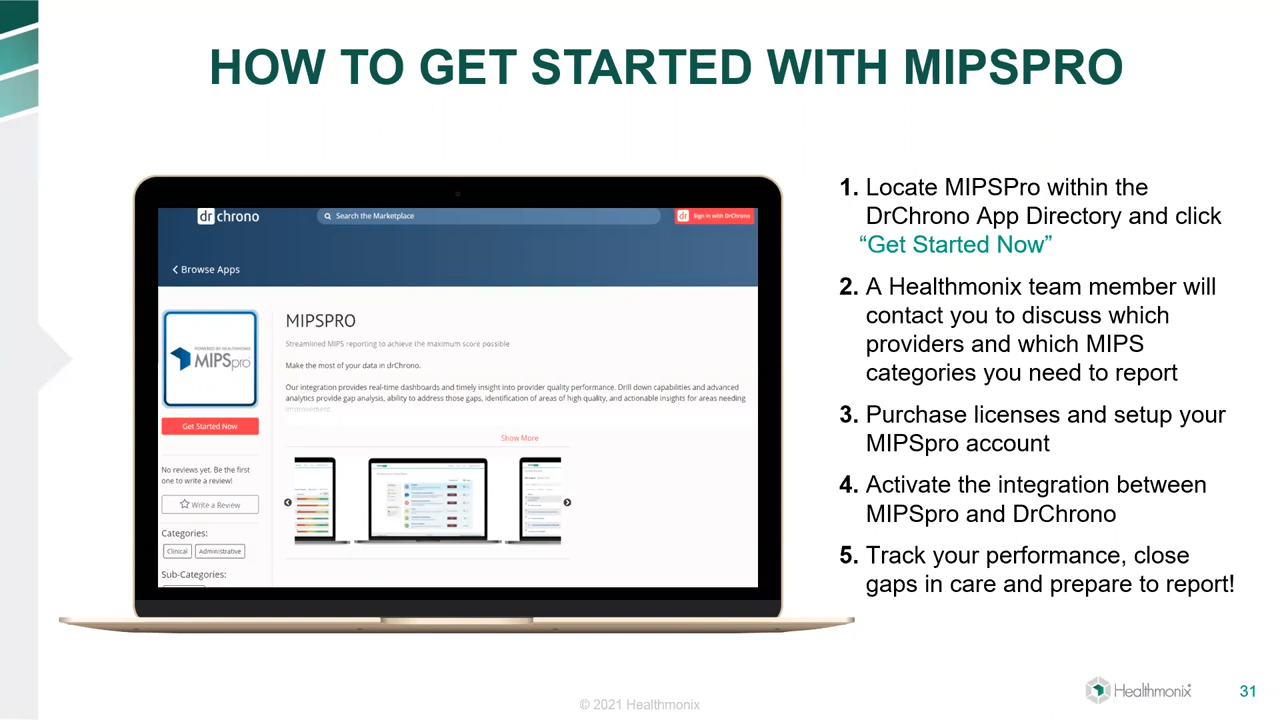 HOW TO GET STARTED WITH MIPSPRO
drchrono
Search the Marketplace
dr Sign in with DrChrono
Browse Apps
POWERED BY HEALTHMONIX
MIPSpro
Get Started Now
No reviews yet. Be the first
one to write a review!
Write a Review
Categories:
Clinical
Administrative
Sub-Categories:
MIPSPRO
Streamlined MIPS reporting to achieve the maximum score possible
Make the most of your data in drChrono.
Our integration provides real-time dashboards and timely insight into provider quality performance. Drill down capabilities and advanced
analytics provide gap analysis, ability to address those gaps, identification of areas of high quality, and actionable insights for areas needing
improvement.
Show More
1. Locate MIPSPro within the
DrChrono App Directory and click
“Get Started Now”
2. A Healthmonix team member will
contact you to discuss which
providers and which MIPS
categories you need to report
3. Purchase licenses and setup your
MIPSpro account
4. Activate the integration between
MIPSpro and DrChrono
5. Track your performance, close
gaps in care and prepare to report!
© 2021 Healthmonix
Healthmonix
31